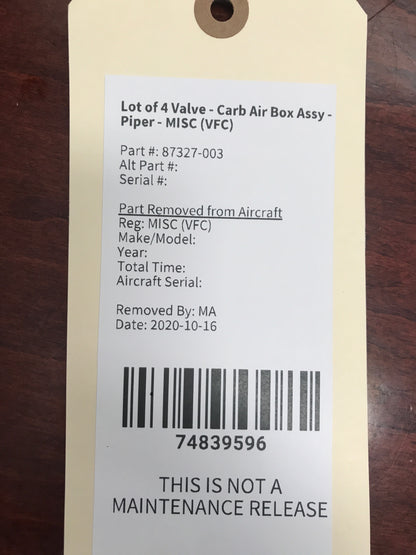 Lot of 4 Valve - Carb Air Box Assy -
Piper - MISC (VFC)
Part #: 87327-003
Alt Part #:
Serial #:
Part Removed from Aircraft
Reg: MISC (VFC)
Make/Model:
Year:
Total Time:
Aircraft Serial:
Removed By: MA
Date: 2020-10-16
74839596
THIS IS NOT A
MAINTENANCE RELEASE